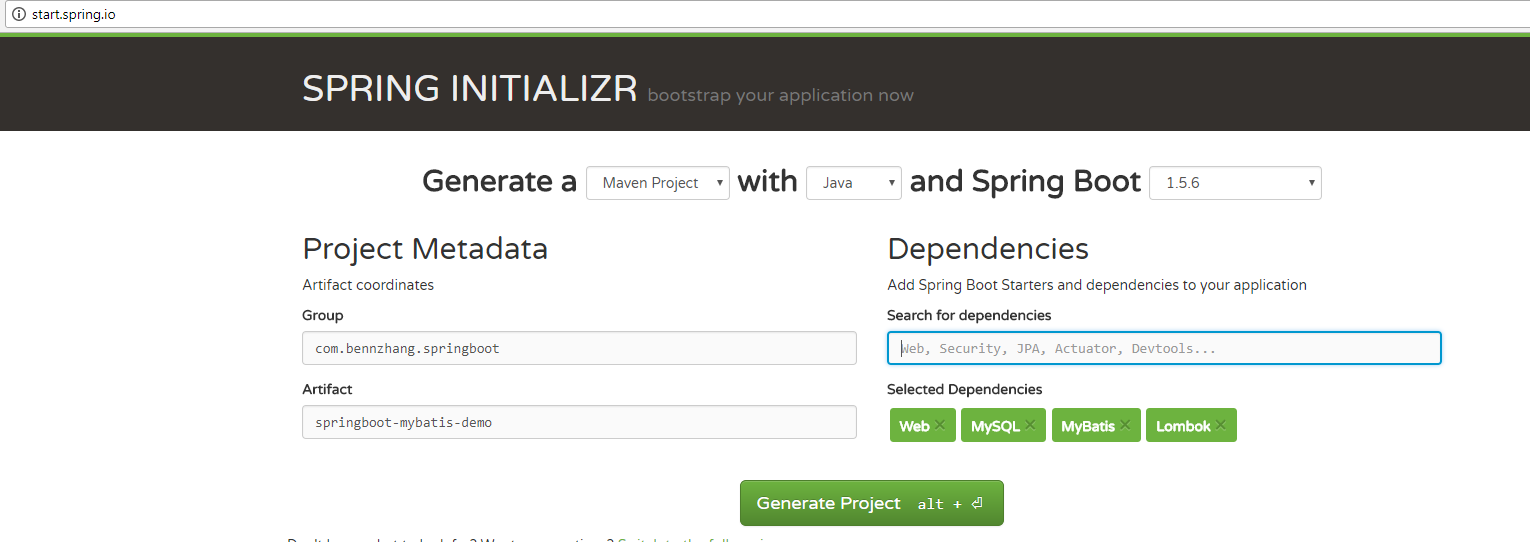 start.spring.io
SPRING INITIALIZR bootstrap your application now
Generate a Maven Project with Java and Spring Boot 1.5.6
Project Metadata
Artifact coordinates
Group
com.bennzhang.springboot
Artifact
springboot-mybatis-demo
Dependencies
Add Spring Boot Starters and dependencies to your application
Search for dependencies
Web, Security, JPA, Actuator, Devtools...
Selected Dependencies
Web × MySQL × MyBatis × Lombok ×
Generate Project alt + ⏎